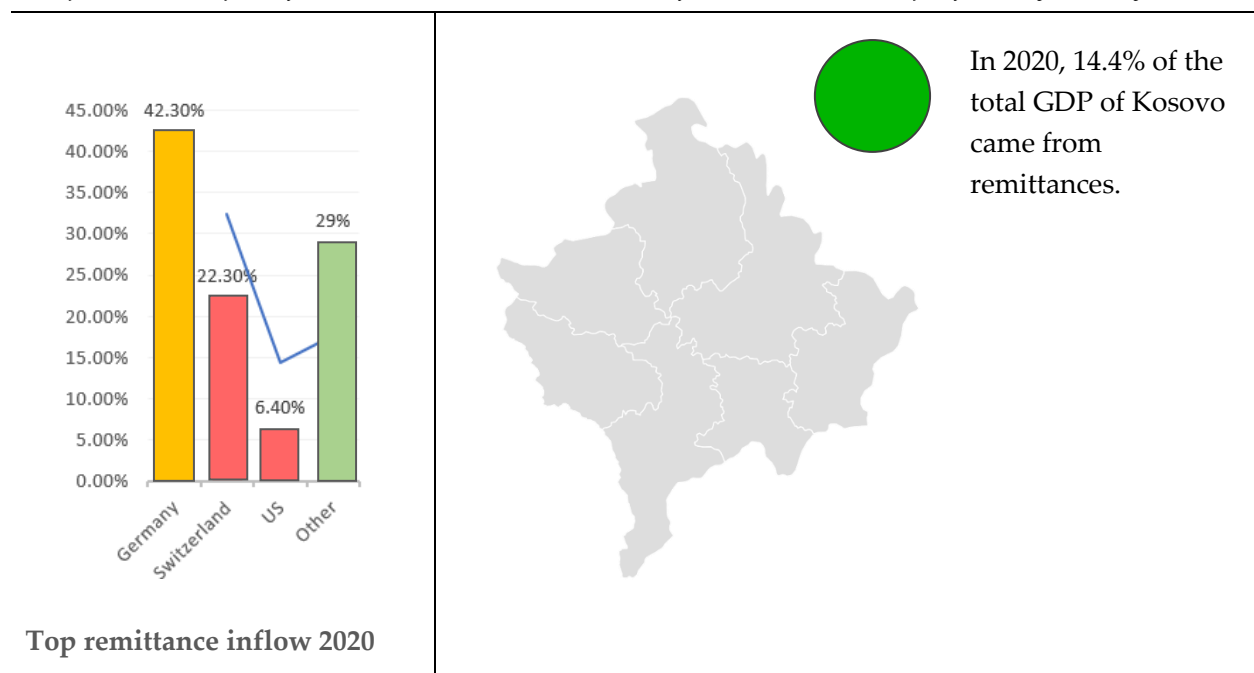 45.00%
40.00%
35.00%
30.00%
25.00%
20.00%
15.00%
10.00%
5.00%
0.00%
42.30%
22.30%
6.40%
29%
Germany
Switzerland
US
Other
Top remittance inflow 2020
In 2020, 14.4% of the
total GDP of Kosovo
came from
remittances.